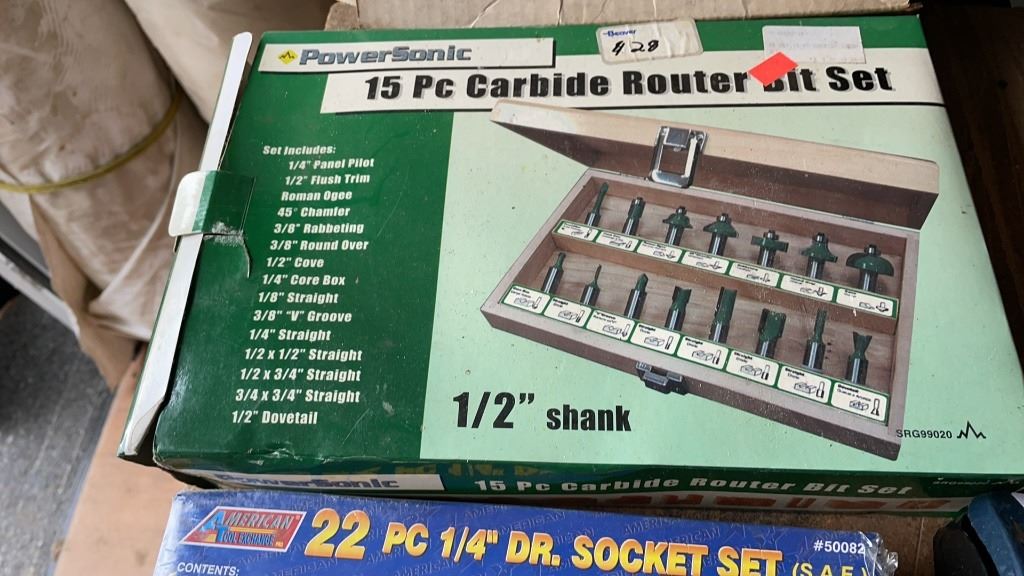 PowerSonic
Beaver
#28
15 Pc Carbide Router Bit Set
Set Includes:
1/4" Panel Pilot
1/2" Flush Trim
Roman Ogee
45° Chamfer
3/8" Rabbeting
3/8" Round Over
1/2" Cove
1/4" Core Box
1/8" Straight
3/8" "V" Groove
1/4" Straight
1/2 x 1/2" Straight
1/2 x 3/4" Straight
3/4 x 3/4" Straight
1/2" Dovetail
1/2" shank
SRG99020
PowerSonic
15 Pc Carbide Router Bit Set
AMERICAN
TOOL EXCHANGE
22 PC 1/4" DR. SOCKET SET (S.A.E.)
#50082
CONTENTS: